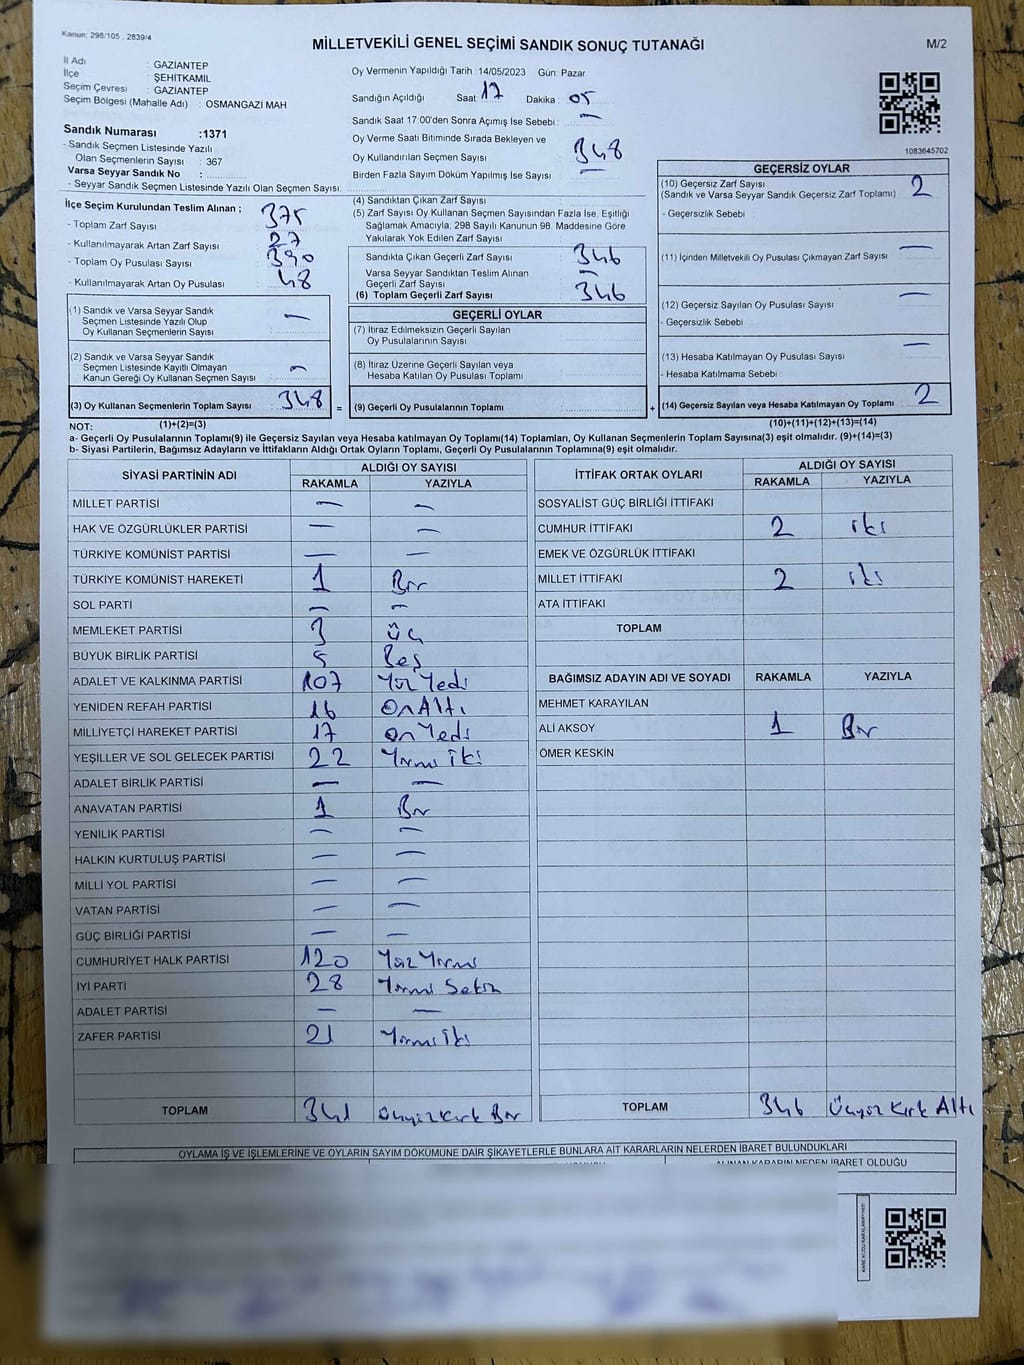 Kanun: 298/105 , 2839/4
MİLLETVEKİLİ GENEL SEÇİMİ SANDIK SONUÇ TUTANAĞI
M/2
İl Adı : GAZİANTEP
İlçe : ŞEHİTKAMİL
Seçim Çevresi : GAZİANTEP
Seçim Bölgesi (Mahalle Adı) : OSMANGAZİ MAH
Oy Vermenin Yapıldığı Tarih : 14/05/2023 Gün: Pazar
Sandığın Açıldığı Saat: 17 Dakika : 05
Sandık Saat 17:00'den Sonra Açımış İse Sebebi : —
Oy Verme Saati Bitiminde Sırada Bekleyen ve
Oy Kullandırılan Seçmen Sayısı : 348
Birden Fazla Sayım Döküm Yapılmış İse Sayısı : —
1083645702
Sandık Numarası :1371
- Sandık Seçmen Listesinde Yazılı
Olan Seçmenlerin Sayısı : 367
Varsa Seyyar Sandık No :
- Seyyar Sandık Seçmen Listesinde Yazılı Olan Seçmen Sayısı:
İlçe Seçim Kurulundan Teslim Alınan ;
- Toplam Zarf Sayısı : 375
- Kullanılmayarak Artan Zarf Sayısı : 27
- Toplam Oy Pusulası Sayısı : 390
- Kullanılmayarak Artan Oy Pusulası : 48
(1) Sandık ve Varsa Seyyar Sandık
Seçmen Listesinde Yazılı Olup
Oy Kullanan Seçmenlerin Sayısı : —
(2) Sandık ve Varsa Seyyar Sandık
Seçmen Listesinde Kayıtlı Olmayan
Kanun Gereği Oy Kullanan Seçmen Sayısı : —
(3) Oy Kullanan Seçmenlerin Toplam Sayısı : 348 =
(1)+(2)=(3)
(4) Sandıktan Çıkan Zarf Sayısı :
(5) Zarf Sayısı Oy Kullanan Seçmen Sayısından Fazla İse, Eşitliği
Sağlamak Amacıyla, 298 Sayılı Kanunun 98. Maddesine Göre
Yakılarak Yok Edilen Zarf Sayısı :
Sandıkta Çıkan Geçerli Zarf Sayısı : 346
Varsa Seyyar Sandıktan Teslim Alınan
Geçerli Zarf Sayısı : —
(6) Toplam Geçerli Zarf Sayısı : 346
GEÇERLİ OYLAR
(7) İtiraz Edilmeksizin Geçerli Sayılan
Oy Pusulalarının Sayısı :
(8) İtiraz Üzerine Geçerli Sayılan veya
Hesaba Katılan Oy Pusulası Toplamı :
(9) Geçerli Oy Pusulalarının Toplamı : +
GEÇERSİZ OYLAR
(10) Geçersiz Zarf Sayısı : 2
(Sandık ve Varsa Seyyar Sandık Geçersiz Zarf Toplamı)
- Geçersizlik Sebebi :
(11) İçinden Milletvekili Oy Pusulası Çıkmayan Zarf Sayısı : —
(12) Geçersiz Sayılan Oy Pusulası Sayısı : —
- Geçersizlik Sebebi :
(13) Hesaba Katılmayan Oy Pusulası Sayısı : —
- Hesaba Katılmama Sebebi :
(14) Geçersiz Sayılan veya Hesaba Katılmayan Oy Toplamı : 2
(10)+(11)+(12)+(13)=(14)
NOT:
a- Geçerli Oy Pusulalarının Toplamı(9) ile Geçersiz Sayılan veya Hesaba katılmayan Oy Toplamı(14) Toplamları, Oy Kullanan Seçmenlerin Toplam Sayısına(3) eşit olmalıdır. (9)+(14)=(3)
b- Siyasi Partilerin, Bağımsız Adayların ve İttifakların Aldığı Ortak Oyların Toplamı, Geçerli Oy Pusulalarının Toplamına(9) eşit olmalıdır.
SİYASİ PARTİNİN ADI ALDIĞI OY SAYISI
RAKAMLA YAZIYLA
MİLLET PARTİSİ — —
HAK VE ÖZGÜRLÜKLER PARTİSİ — —
TÜRKİYE KOMÜNİST PARTİSİ — —
TÜRKİYE KOMÜNİST HAREKETİ 1 Bir
SOL PARTİ — —
MEMLEKET PARTİSİ 3 Üç
BÜYÜK BİRLİK PARTİSİ 5 Beş
ADALET VE KALKINMA PARTİSİ 107 Yüz Yedi
YENİDEN REFAH PARTİSİ 16 On Altı
MİLLİYETÇİ HAREKET PARTİSİ 17 On Yedi
YEŞİLLER VE SOL GELECEK PARTİSİ 22 Yirmi İki
ADALET BİRLİK PARTİSİ — —
ANAVATAN PARTİSİ 1 Bir
YENİLİK PARTİSİ — —
HALKIN KURTULUŞ PARTİSİ — —
MİLLİ YOL PARTİSİ — —
VATAN PARTİSİ — —
GÜÇ BİRLİĞİ PARTİSİ — —
CUMHURİYET HALK PARTİSİ 120 Yüz Yirmi
İYİ PARTİ 28 Yirmi Sekiz
ADALET PARTİSİ — —
ZAFER PARTİSİ 21 Yirmi İki
TOPLAM 341 Üçyüz Kırk Bir
İTTİFAK ORTAK OYLARI ALDIĞI OY SAYISI
RAKAMLA YAZIYLA
SOSYALİST GÜÇ BİRLİĞİ İTTİFAKI
CUMHUR İTTİFAKI 2 iki
EMEK VE ÖZGÜRLÜK İTTİFAKI
MİLLET İTTİFAKI 2 iki
ATA İTTİFAKI
TOPLAM
BAĞIMSIZ ADAYIN ADI VE SOYADI RAKAMLA YAZIYLA
MEHMET KARAYILAN
ALİ AKSOY 1 Bir
ÖMER KESKİN
TOPLAM 346 Üçyüz Kırk Altı
OYLAMA İŞ VE İŞLEMLERİNE VE OYLARIN SAYIM DÖKÜMÜNE DAİR ŞİKAYETLERLE BUNLARA AİT KARARLARIN NELERDEN İBARET BULUNDUKLARI
ALINAN KARARIN NEDEN İBARET OLDUĞU